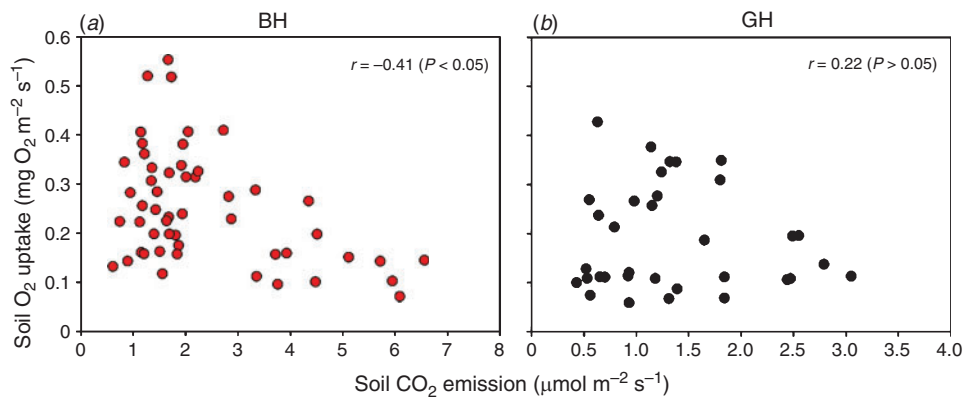 (a) BH
(b) GH
Soil O₂ uptake (mg O₂ m⁻² s⁻¹)
0.6
0.5
0.4
0.3
0.2
0.1
0
r = –0.41 (P < 0.05)
r = 0.22 (P > 0.05)
0 1 2 3 4 5 6 7 8
0 0.5 1.0 1.5 2.0 2.5 3.0 3.5 4.0
Soil CO₂ emission (μmol m⁻² s⁻¹)